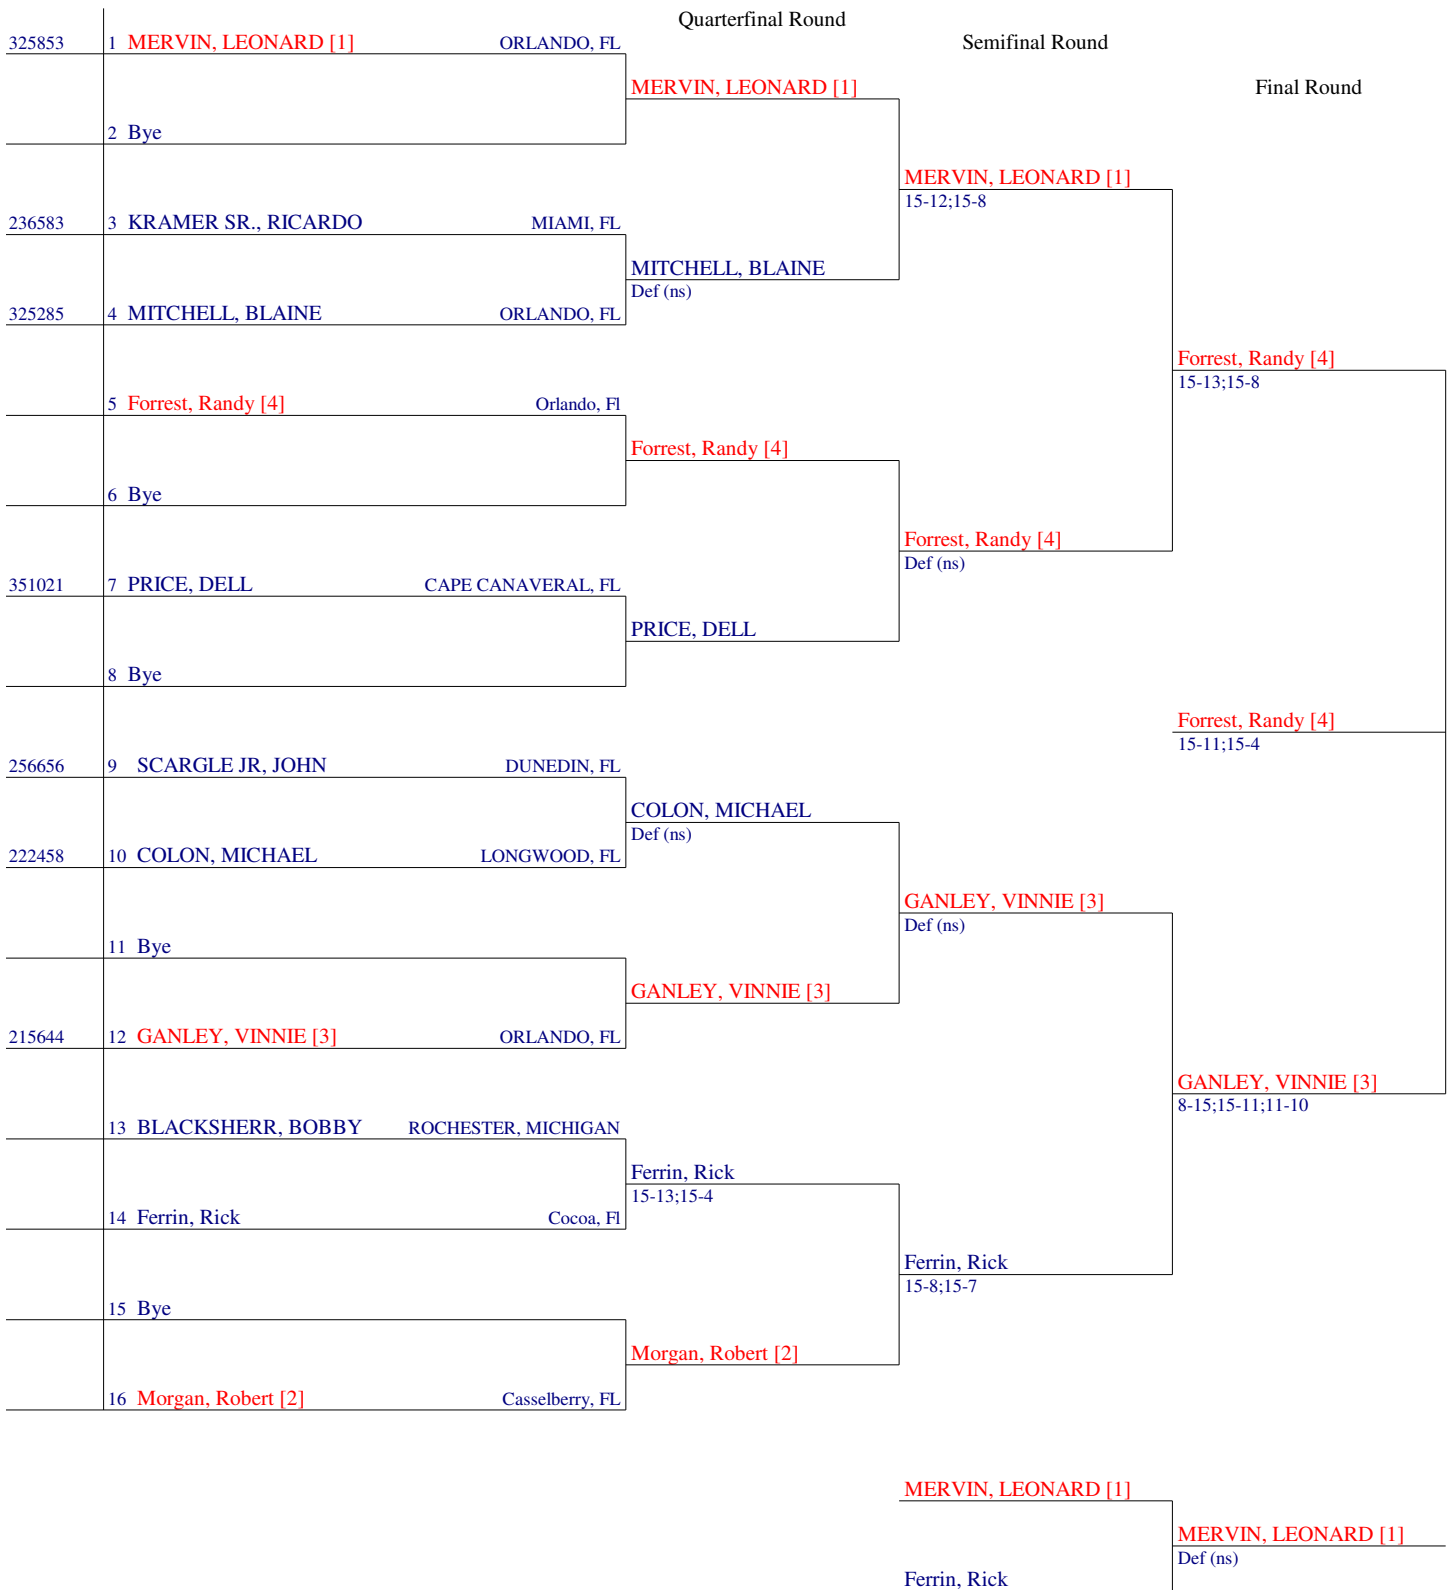 Quarterfinal Round
Semifinal Round
Final Round
325853 1 MERVIN, LEONARD [1] ORLANDO, FL
MERVIN, LEONARD [1]
2 Bye
MERVIN, LEONARD [1]
15-12;15-8
236583 3 KRAMER SR., RICARDO MIAMI, FL
MITCHELL, BLAINE
Def (ns)
325285 4 MITCHELL, BLAINE ORLANDO, FL
Forrest, Randy [4]
15-13;15-8
5 Forrest, Randy [4] Orlando, Fl
Forrest, Randy [4]
6 Bye
Forrest, Randy [4]
Def (ns)
351021 7 PRICE, DELL CAPE CANAVERAL, FL
PRICE, DELL
8 Bye
Forrest, Randy [4]
15-11;15-4
256656 9 SCARGLE JR, JOHN DUNEDIN, FL
COLON, MICHAEL
Def (ns)
222458 10 COLON, MICHAEL LONGWOOD, FL
GANLEY, VINNIE [3]
Def (ns)
11 Bye
GANLEY, VINNIE [3]
215644 12 GANLEY, VINNIE [3] ORLANDO, FL
GANLEY, VINNIE [3]
8-15;15-11;11-10
13 BLACKSHERR, BOBBY ROCHESTER, MICHIGAN
Ferrin, Rick
15-13;15-4
14 Ferrin, Rick Cocoa, Fl
Ferrin, Rick
15-8;15-7
15 Bye
Morgan, Robert [2]
16 Morgan, Robert [2] Casselberry, FL
MERVIN, LEONARD [1]
MERVIN, LEONARD [1]
Def (ns)
Ferrin, Rick